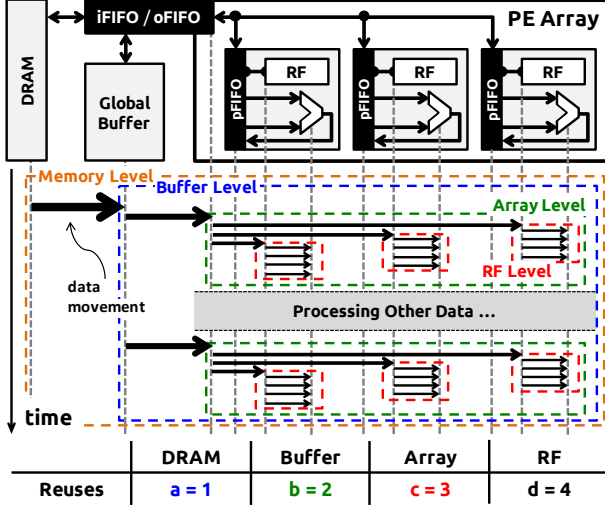 iFIFO / oFIFO
PE Array
DRAM
Global
Buffer
pFIFO
RF
pFIFO
RF
pFIFO
RF
Memory Level
Buffer Level
Array Level
RF Level
data
movement
Processing Other Data ...
time
DRAM Buffer Array RF
Reuses a = 1 b = 2 c = 3 d = 4